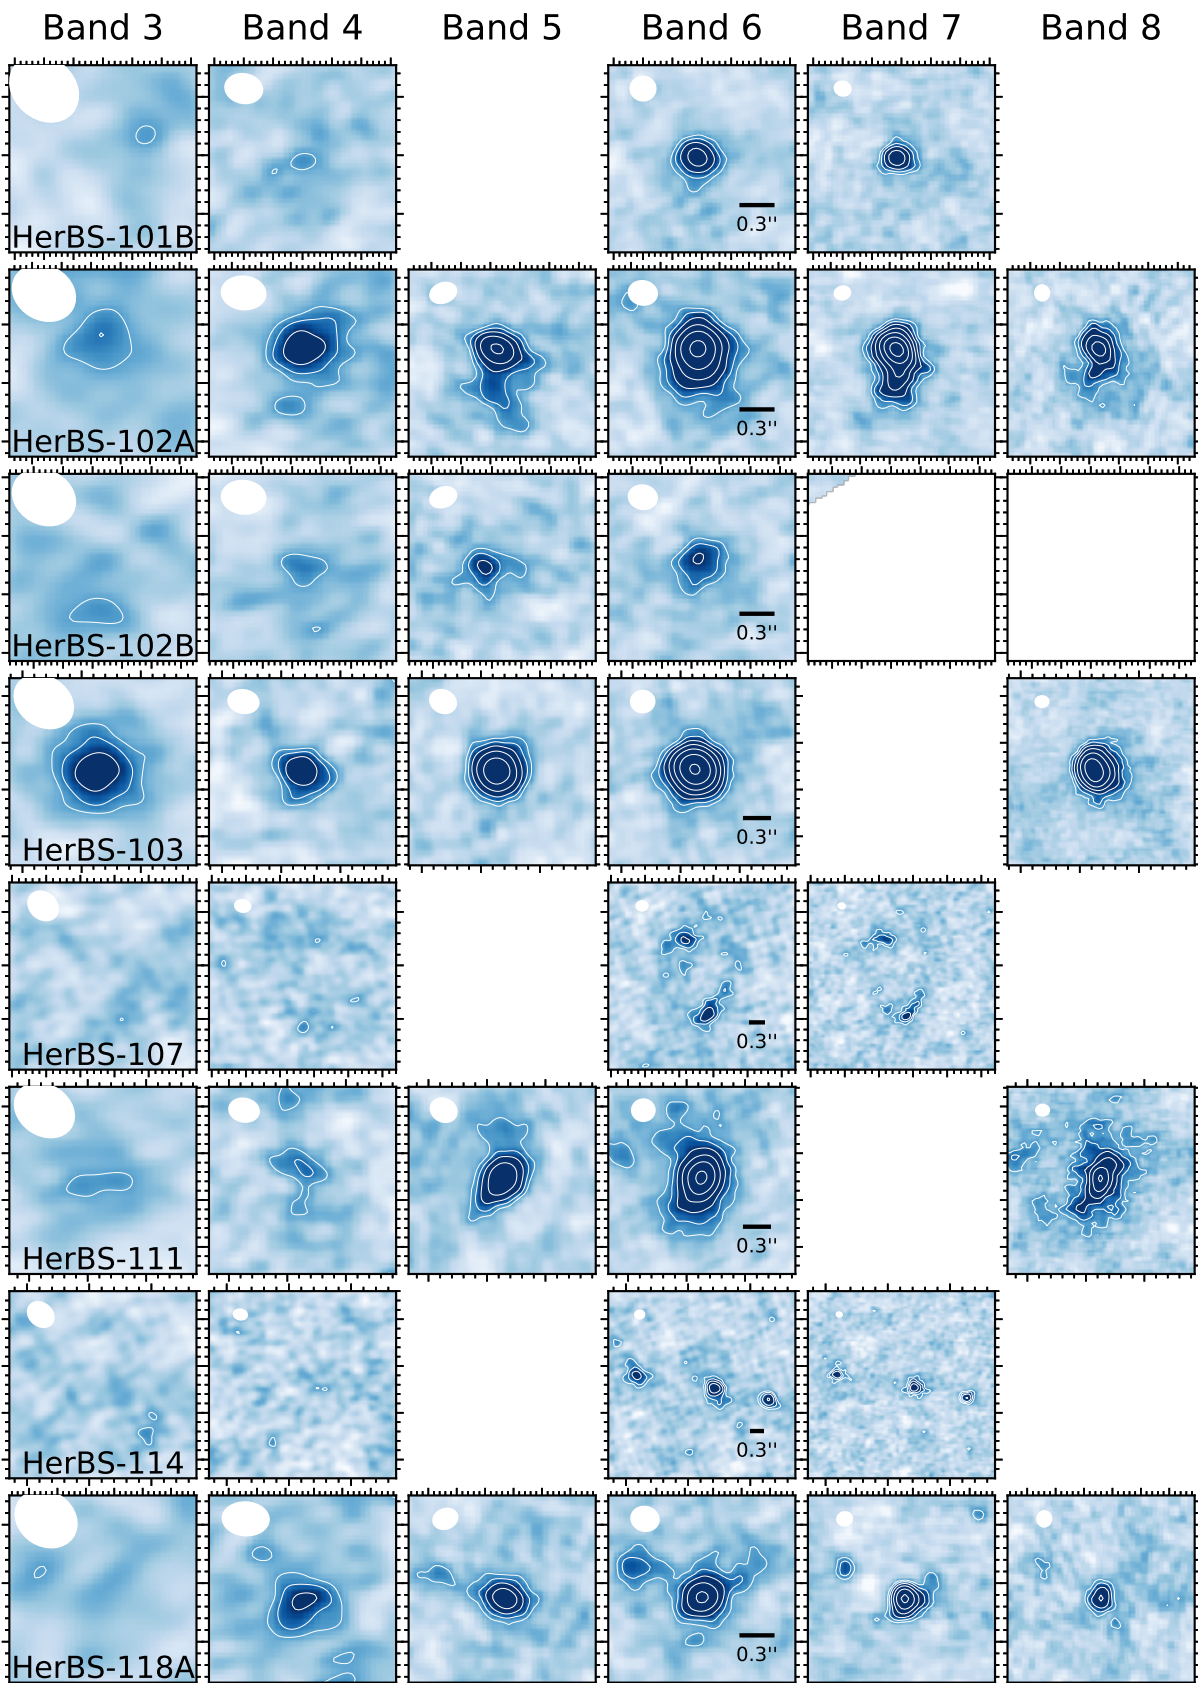 Band 3 Band 4 Band 5 Band 6 Band 7 Band 8
0.3''
HerBS-101B
0.3''
HerBS-102A
0.3''
HerBS-102B
0.3''
HerBS-103
0.3''
HerBS-107
0.3''
HerBS-111
0.3''
HerBS-114
0.3''
HerBS-118A